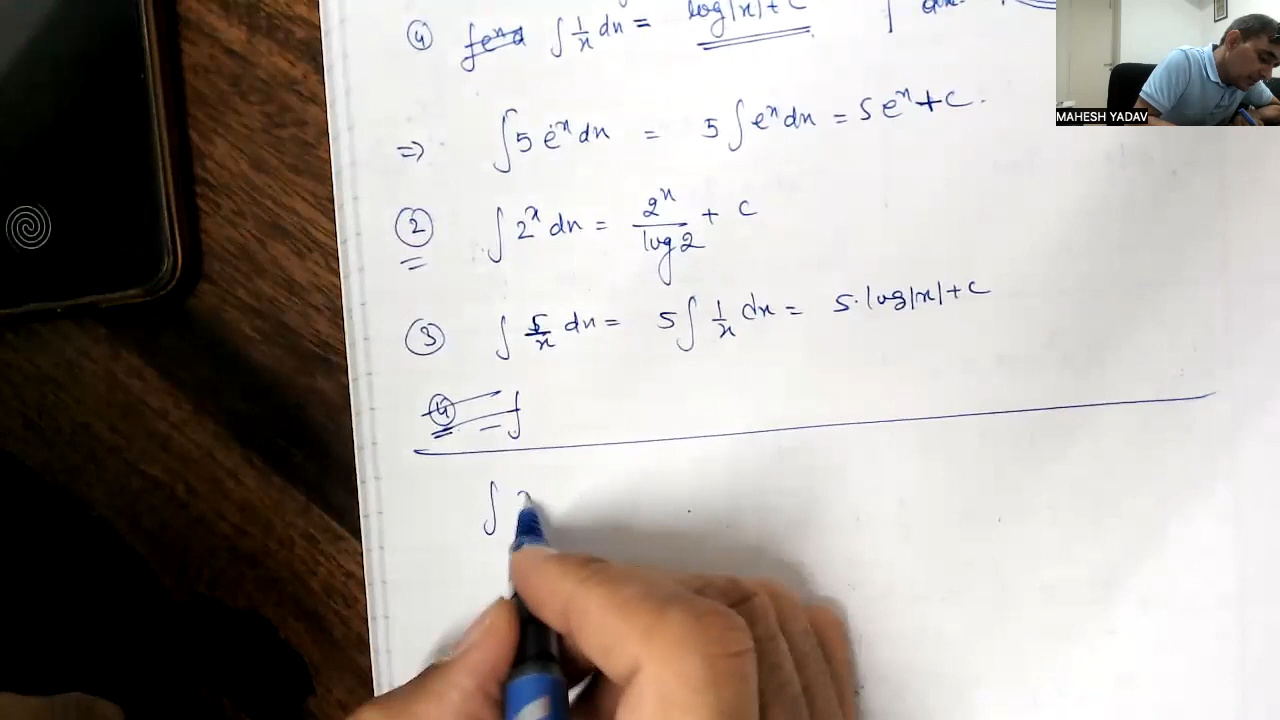 ④ ∫ 1/x dx = log|x| + c
MAHESH YADAV
⇒ ∫ 5 eˣ dx = 5 ∫ eˣ dx = 5 eˣ + c.
② ∫ 2ˣ dx = 2ˣ/log 2 + c
③ ∫ 5/x dx = 5 ∫ 1/x dx = 5·log|x| + c
④ ∫
∫